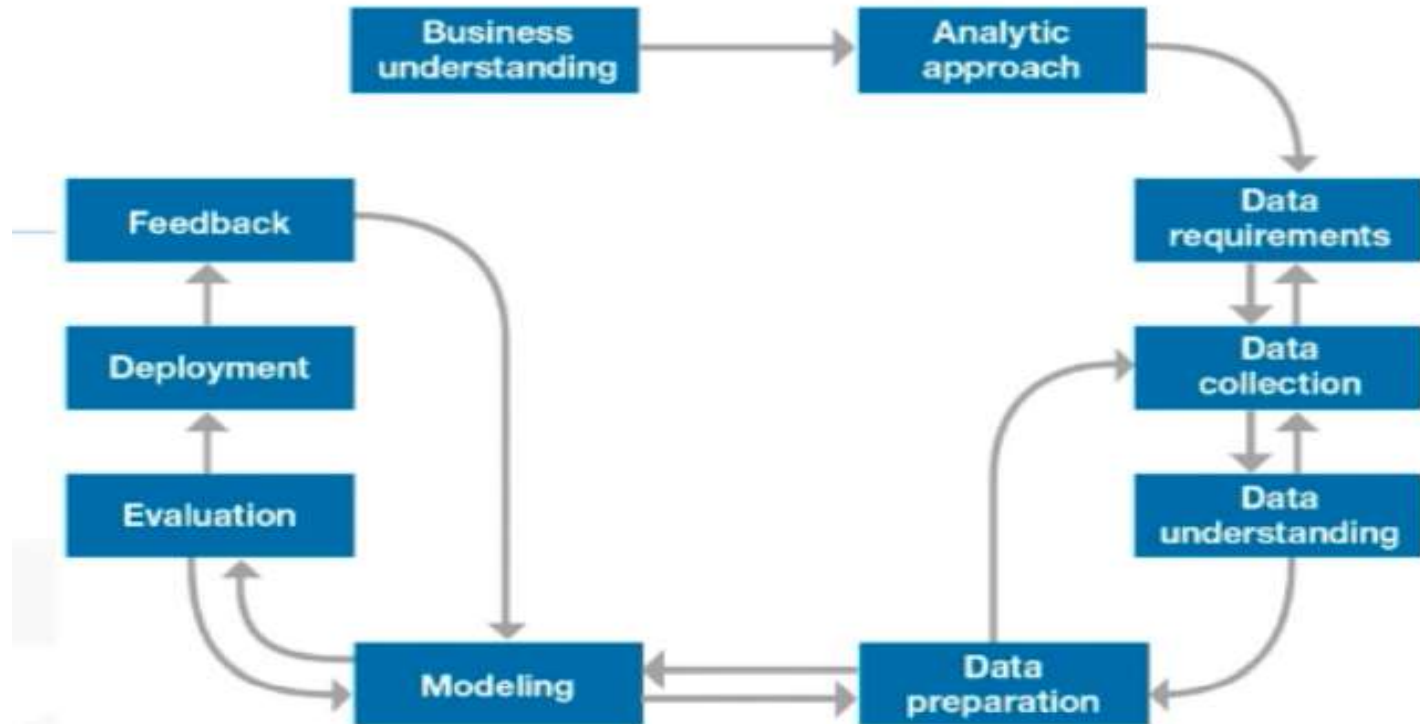 Business
understanding
Analytic
approach
Data
requirements
Data
collection
Data
understanding
Data
preparation
Modeling
Evaluation
Deployment
Feedback